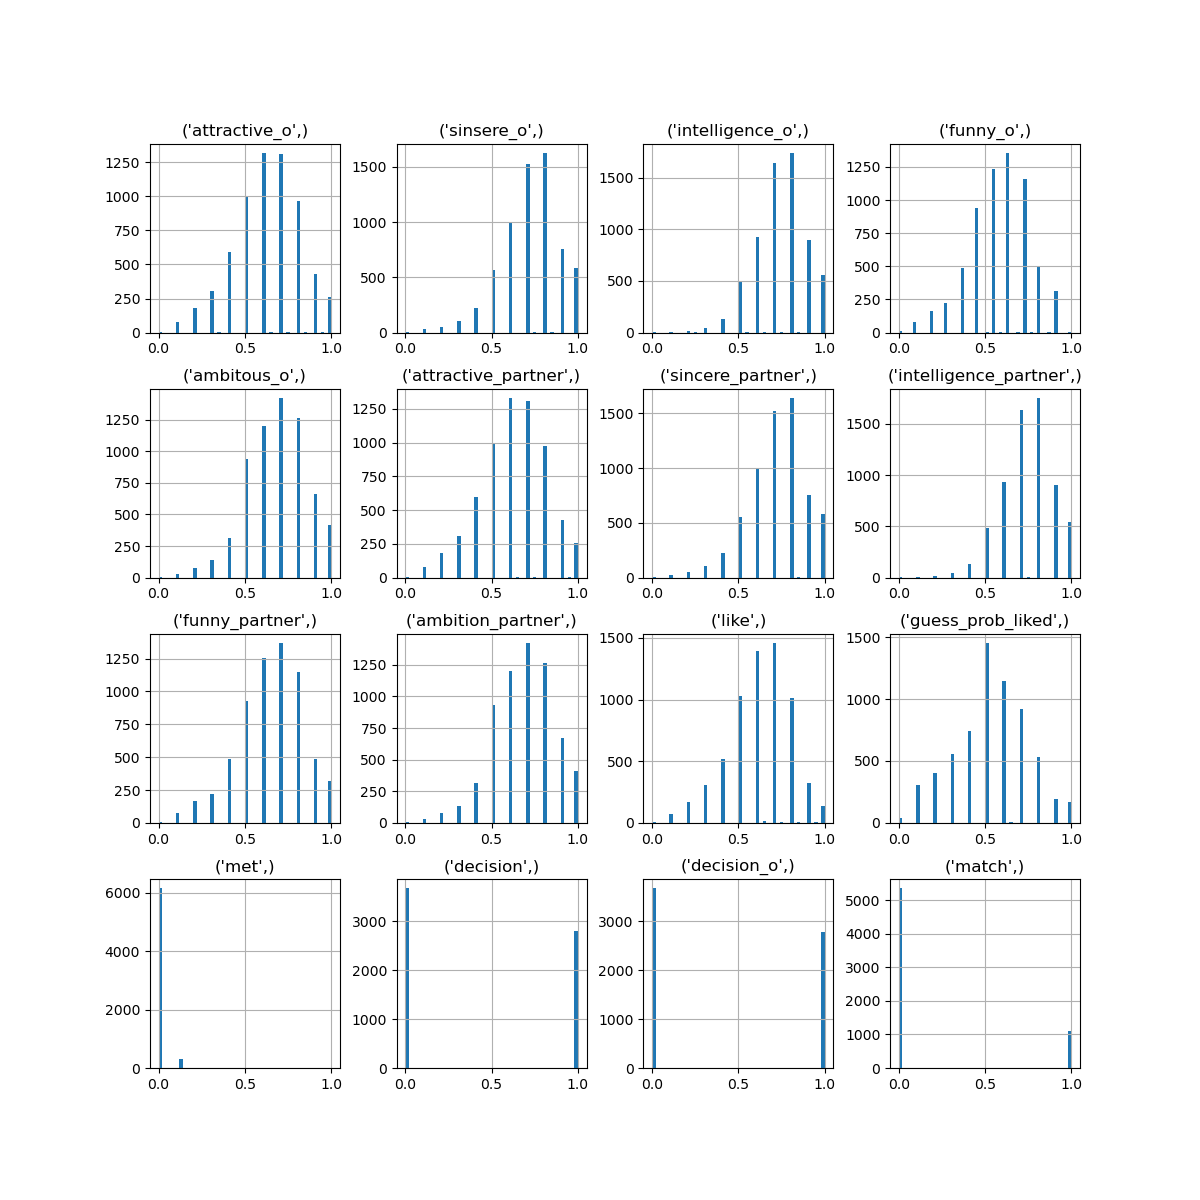 ('attractive_o',) ('sinsere_o',) ('intelligence_o',) ('funny_o',)
1250 1000 750 500 250 0
0.0 0.5 1.0
1500 1000 500 0
0.0 0.5 1.0
1500 1000 500 0
0.0 0.5 1.0
1250 1000 750 500 250 0
0.0 0.5 1.0
('ambitous_o',) ('attractive_partner',) ('sincere_partner',) ('intelligence_partner',)
1250 1000 750 500 250 0
0.0 0.5 1.0
1250 1000 750 500 250 0
0.0 0.5 1.0
1500 1000 500 0
0.0 0.5 1.0
1500 1000 500 0
0.0 0.5 1.0
('funny_partner',) ('ambition_partner',) ('like',) ('guess_prob_liked',)
1250 1000 750 500 250 0
0.0 0.5 1.0
1250 1000 750 500 250 0
0.0 0.5 1.0
1500 1000 500 0
0.0 0.5 1.0
1500 1000 500 0
0.0 0.5 1.0
('met',) ('decision',) ('decision_o',) ('match',)
6000 4000 2000 0
0.0 0.5 1.0
3000 2000 1000 0
0.0 0.5 1.0
3000 2000 1000 0
0.0 0.5 1.0
5000 4000 3000 2000 1000 0
0.0 0.5 1.0